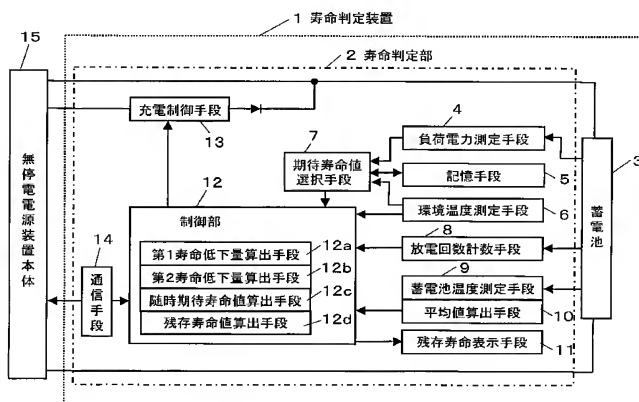 1 寿命判定装置
15
2 寿命判定部
無停電電源装置本体
充電制御手段
13
4
負荷電力測定手段
7
期待寿命値
選択手段
記憶手段
5
3
蓄電池
環境温度測定手段
6
12
制御部
8
放電回数計数手段
14
通信手段
第1寿命低下量算出手段
12a
第2寿命低下量算出手段
12b
随時期待寿命値算出手段
12c
残存寿命値算出手段
12d
9
蓄電池温度測定手段
平均値算出手段
10
残存寿命表示手段
11